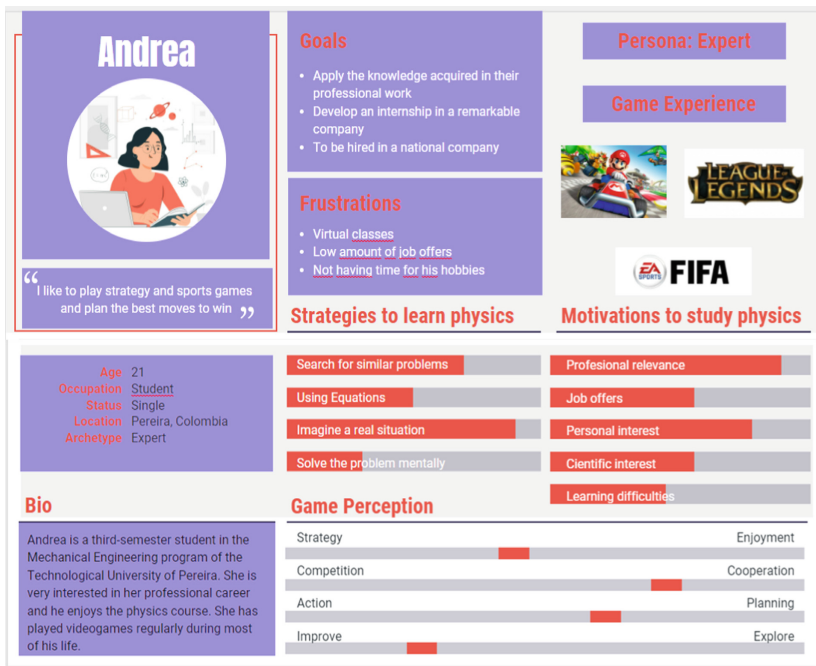 Andrea
“
I like to play strategy and sports games
and plan the best moves to win
”
Goals
• Apply the knowledge acquired in their
professional work
• Develop an internship in a remarkable
company
• To be hired in a national company
Frustrations
• Virtual classes
• Low amount of job offers
• Not having time for his hobbies
Persona: Expert
Game Experience
LEAGUE OF
LEGENDS
EA
SPORTS
FIFA
Strategies to learn physics
Search for similar problems
Using Equations
Imagine a real situation
Solve the problem mentally
Motivations to study physics
Profesional relevance
Job offers
Personal interest
Cientific interest
Learning difficulties
Age 21
Occupation Student
Status Single
Location Pereira, Colombia
Archetype Expert
Bio
Andrea is a third-semester student in the
Mechanical Engineering program of the
Technological University of Pereira. She is
very interested in her professional career
and he enjoys the physics course. She has
played videogames regularly during most
of his life.
Game Perception
Strategy Enjoyment
Competition Cooperation
Action Planning
Improve Explore